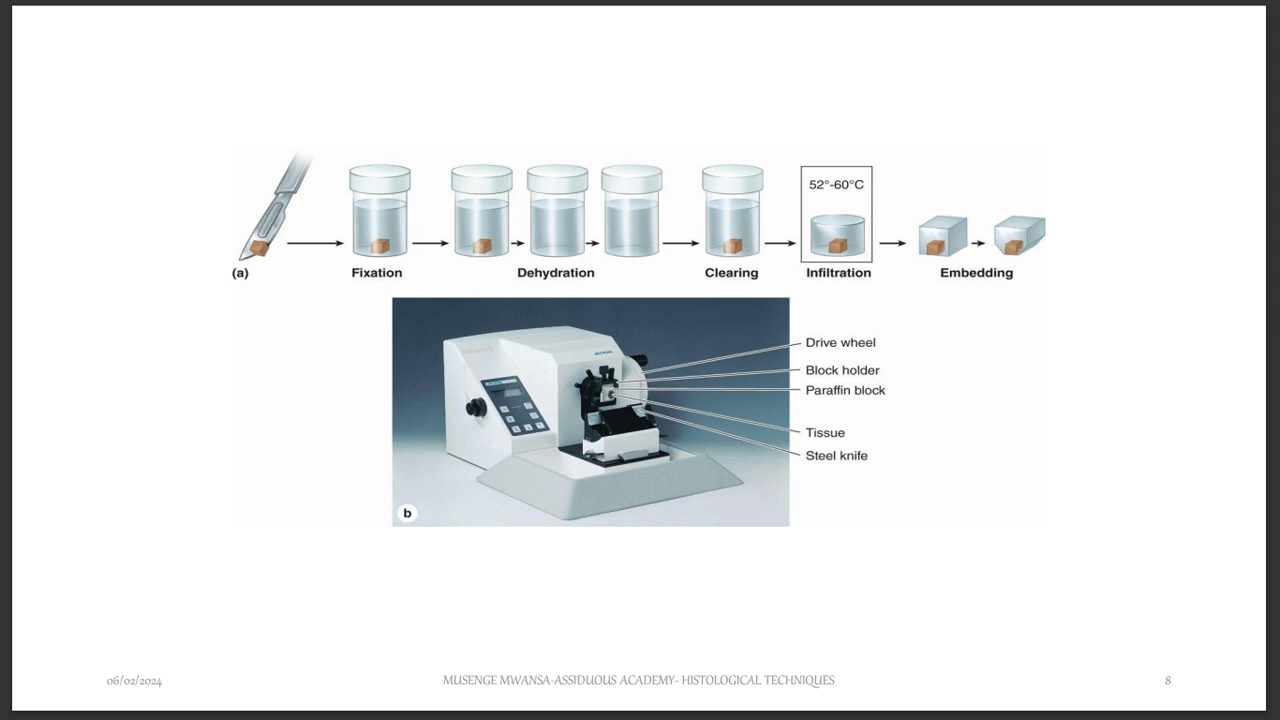 52°-60°C
(a)
Fixation
Dehydration
Clearing
Infiltration
Embedding
Drive wheel
Block holder
Paraffin block
Tissue
Steel knife
b
06/02/2024
MUSENGE MWANSA-ASSIDUOUS ACADEMY- HISTOLOGICAL TECHNIQUES
8